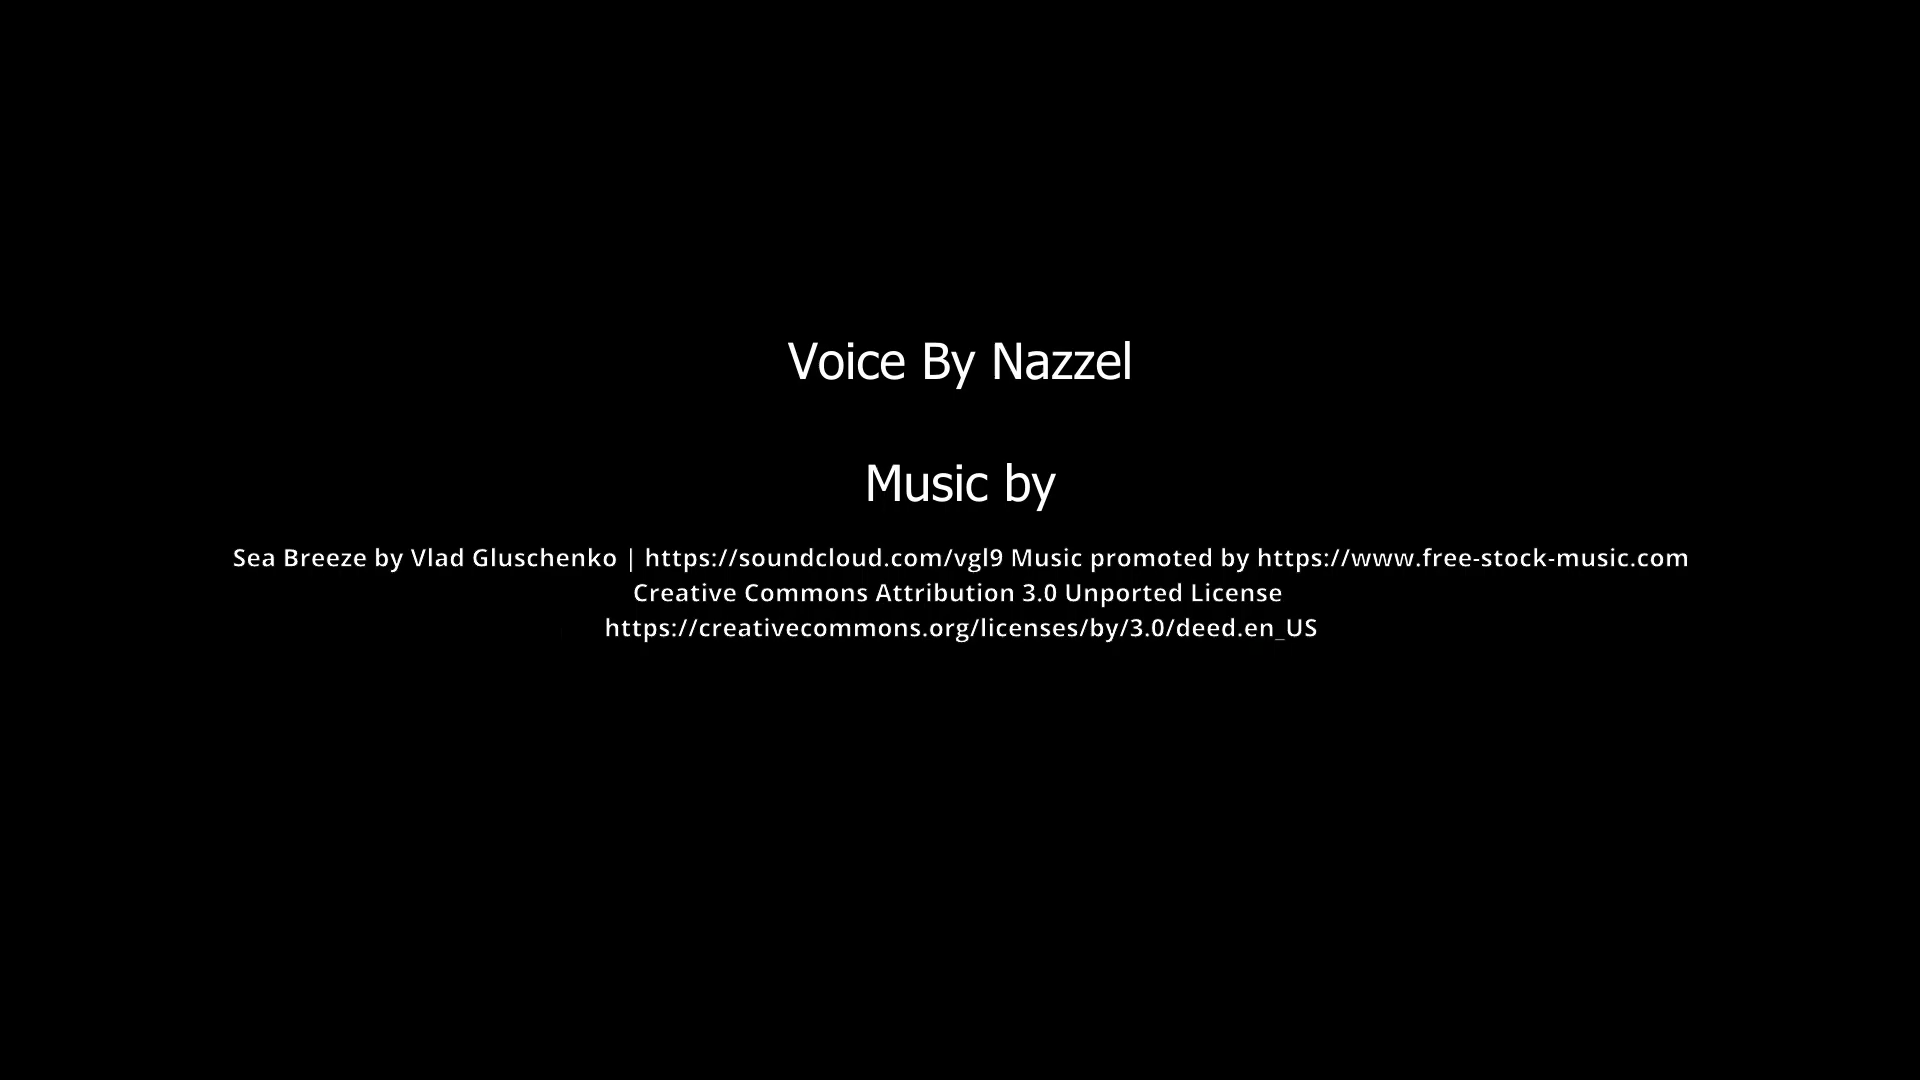 Voice By Nazzel
Music by
Sea Breeze by Vlad Gluschenko | https://soundcloud.com/vgl9 Music promoted by https://www.free-stock-music.com
Creative Commons Attribution 3.0 Unported License
https://creativecommons.org/licenses/by/3.0/deed.en_US